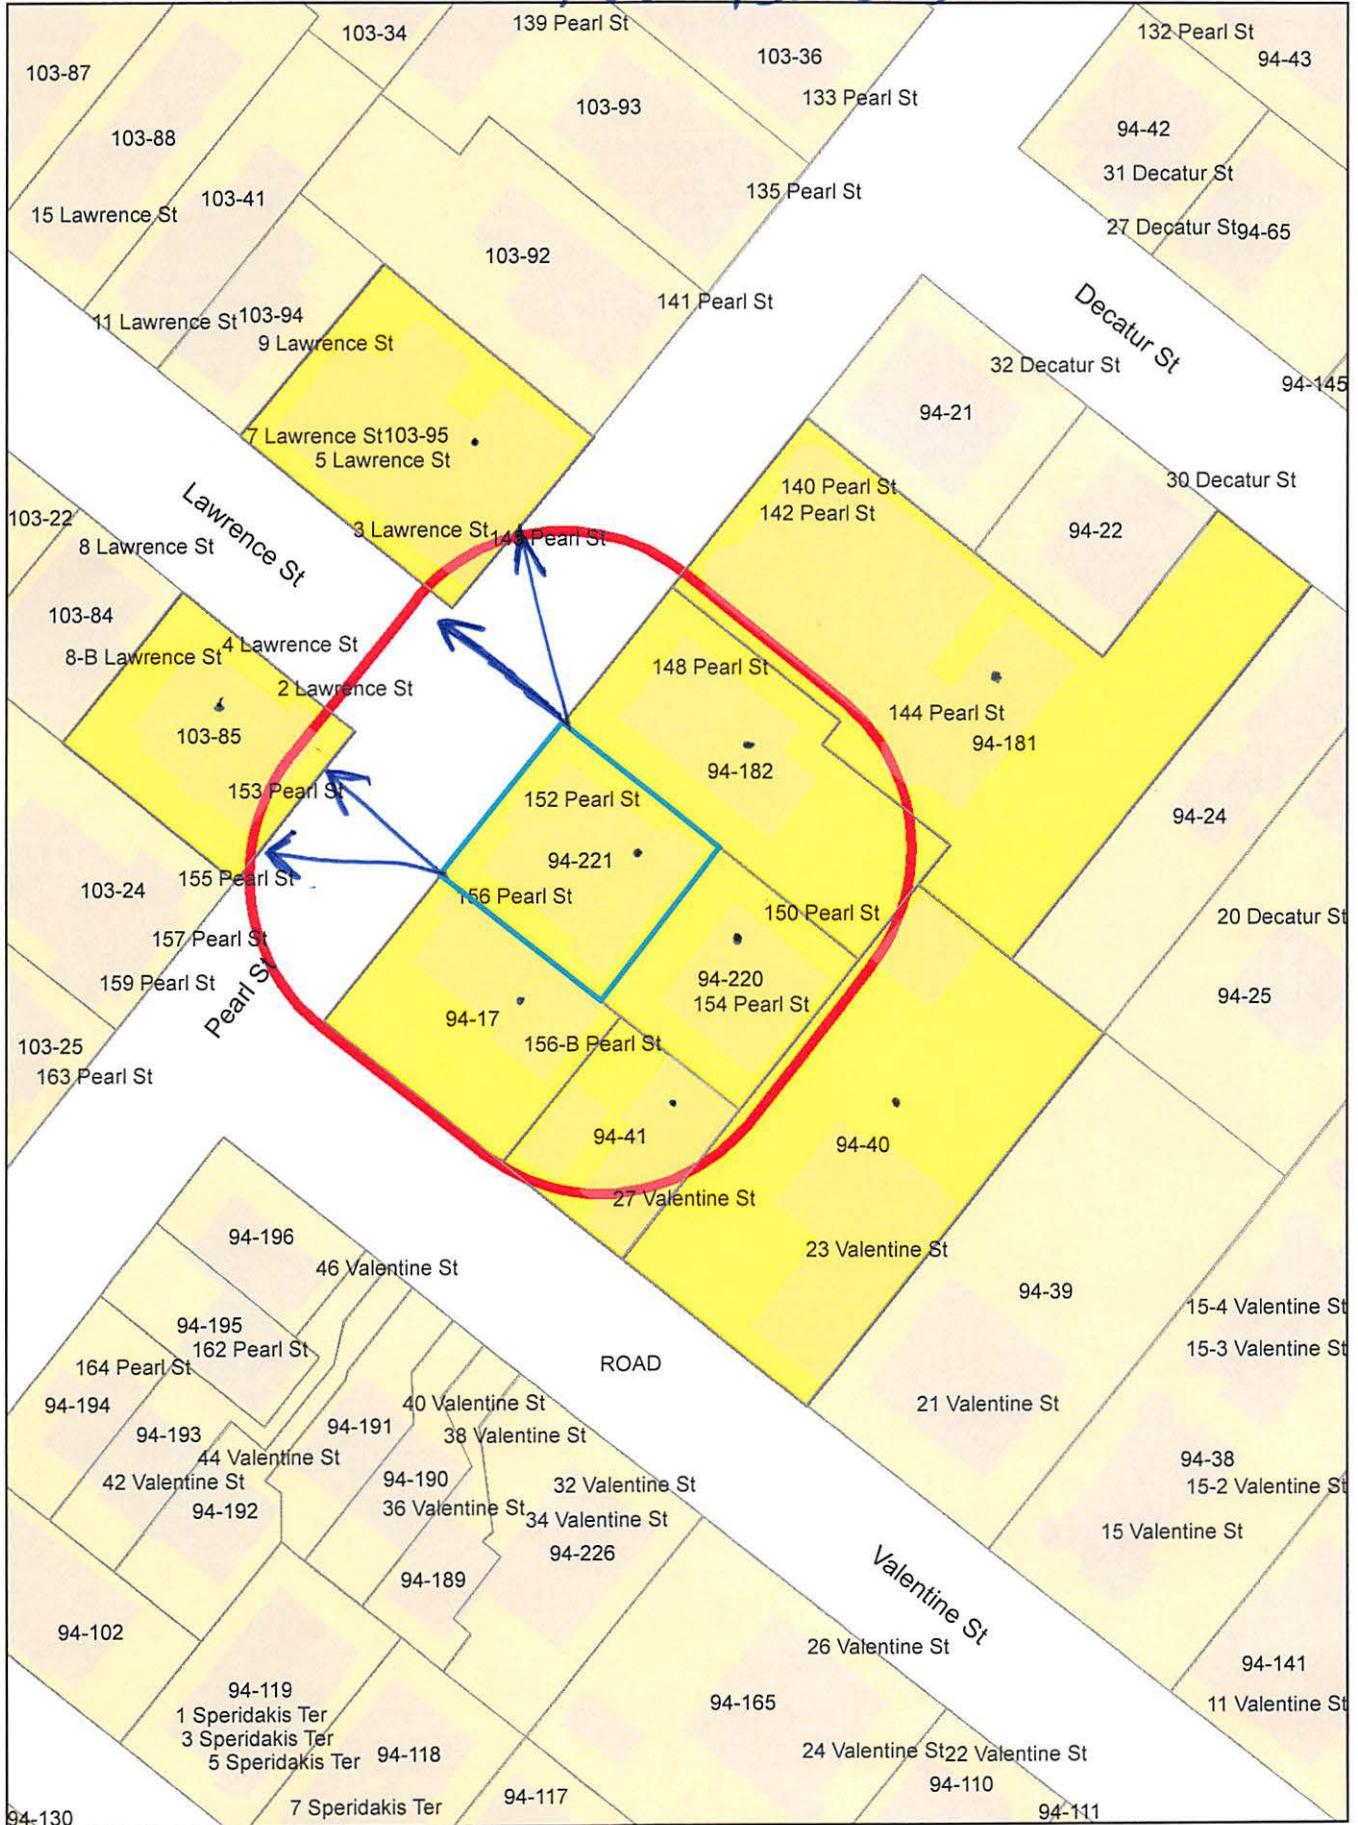 139 Pearl St
132 Pearl St
103-34
94-43
103-36
103-87
133 Pearl St
103-93
94-42
103-88
31 Decatur St
135 Pearl St
103-41
15 Lawrence St
27 Decatur St
94-65
103-92
141 Pearl St
Decatur St
103-94
11 Lawrence St
9 Lawrence St
32 Decatur St
94-145
94-21
7 Lawrence St
103-95
5 Lawrence St
30 Decatur St
140 Pearl St
142 Pearl St
103-22
Lawrence St
3 Lawrence St
94-22
8 Lawrence St
103-84
4 Lawrence St
8-B Lawrence St
148 Pearl St
2 Lawrence St
144 Pearl St
103-85
94-181
94-182
153 Pearl St
152 Pearl St
94-24
94-221
155 Pearl St
103-24
156 Pearl St
150 Pearl St
20 Decatur St
157 Pearl St
94-220
159 Pearl St
Pearl St
154 Pearl St
94-25
94-17
103-25
156-B Pearl St
163 Pearl St
94-41
94-40
27 Valentine St
94-196
23 Valentine St
46 Valentine St
94-39
15-4 Valentine St
94-195
162 Pearl St
15-3 Valentine St
164 Pearl St
ROAD
94-194
40 Valentine St
21 Valentine St
94-191
94-193
38 Valentine St
44 Valentine St
94-38
42 Valentine St
94-190
32 Valentine St
15-2 Valentine St
94-192
36 Valentine St
34 Valentine St
15 Valentine St
94-226
94-189
Valentine St
94-102
26 Valentine St
94-141
94-119
94-165
11 Valentine St
1 Speridakis Ter
3 Speridakis Ter
5 Speridakis Ter
94-118
24 Valentine St
22 Valentine St
94-110
94-117
7 Speridakis Ter
94-111
94-130